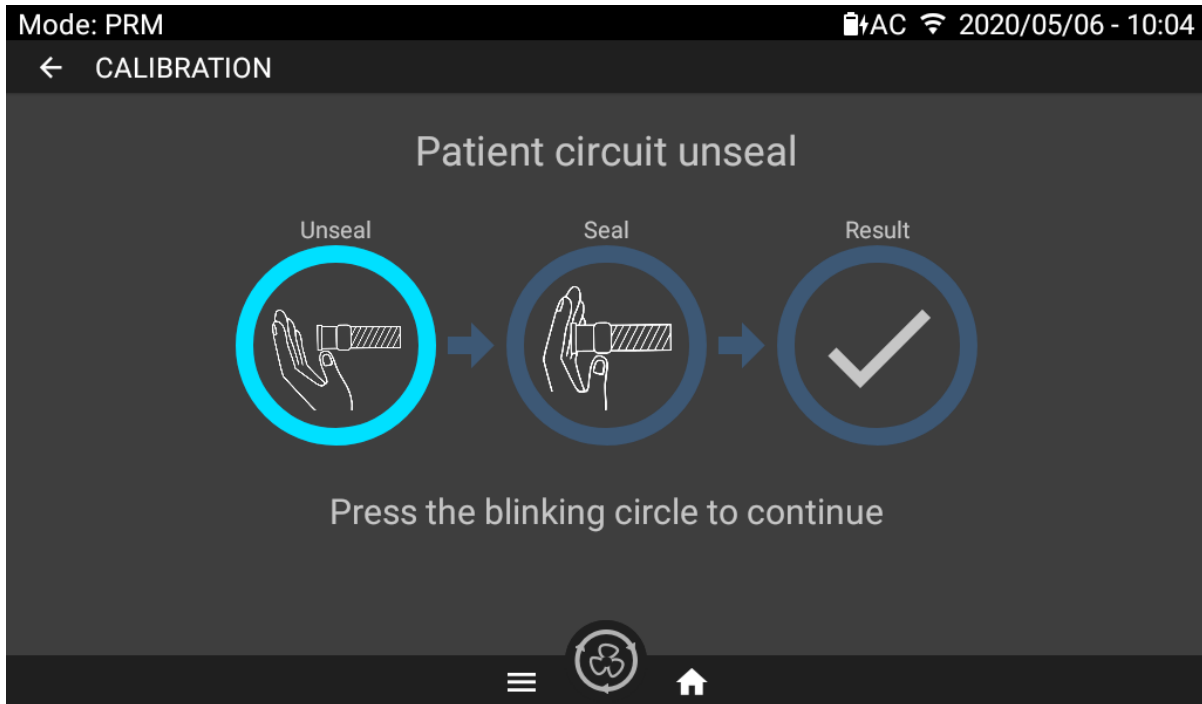 Mode: PRM AC 2020/05/06 - 10:04
CALIBRATION
Patient circuit unseal
Unseal Seal Result
Press the blinking circle to continue